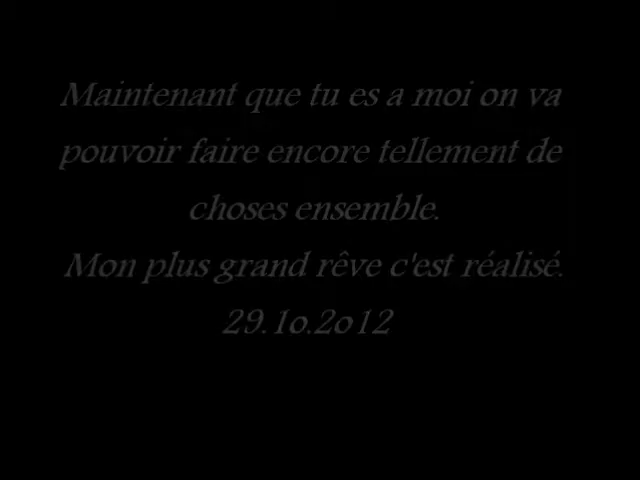 Maintenant que tu es a moi on va
pouvoir faire encore tellement de
choses ensemble.
Mon plus grand rêve c'est réalisé.
29.1o.2o12